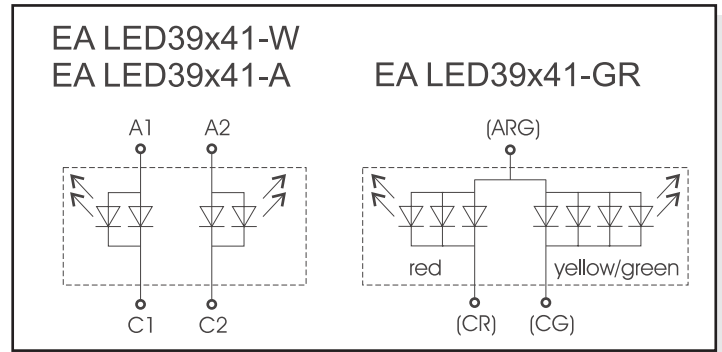 EA LED39x41-W
EA LED39x41-A
EA LED39x41-GR
A1 A2
(ARG)
red
yellow/green
C1 C2
(CR) (CG)